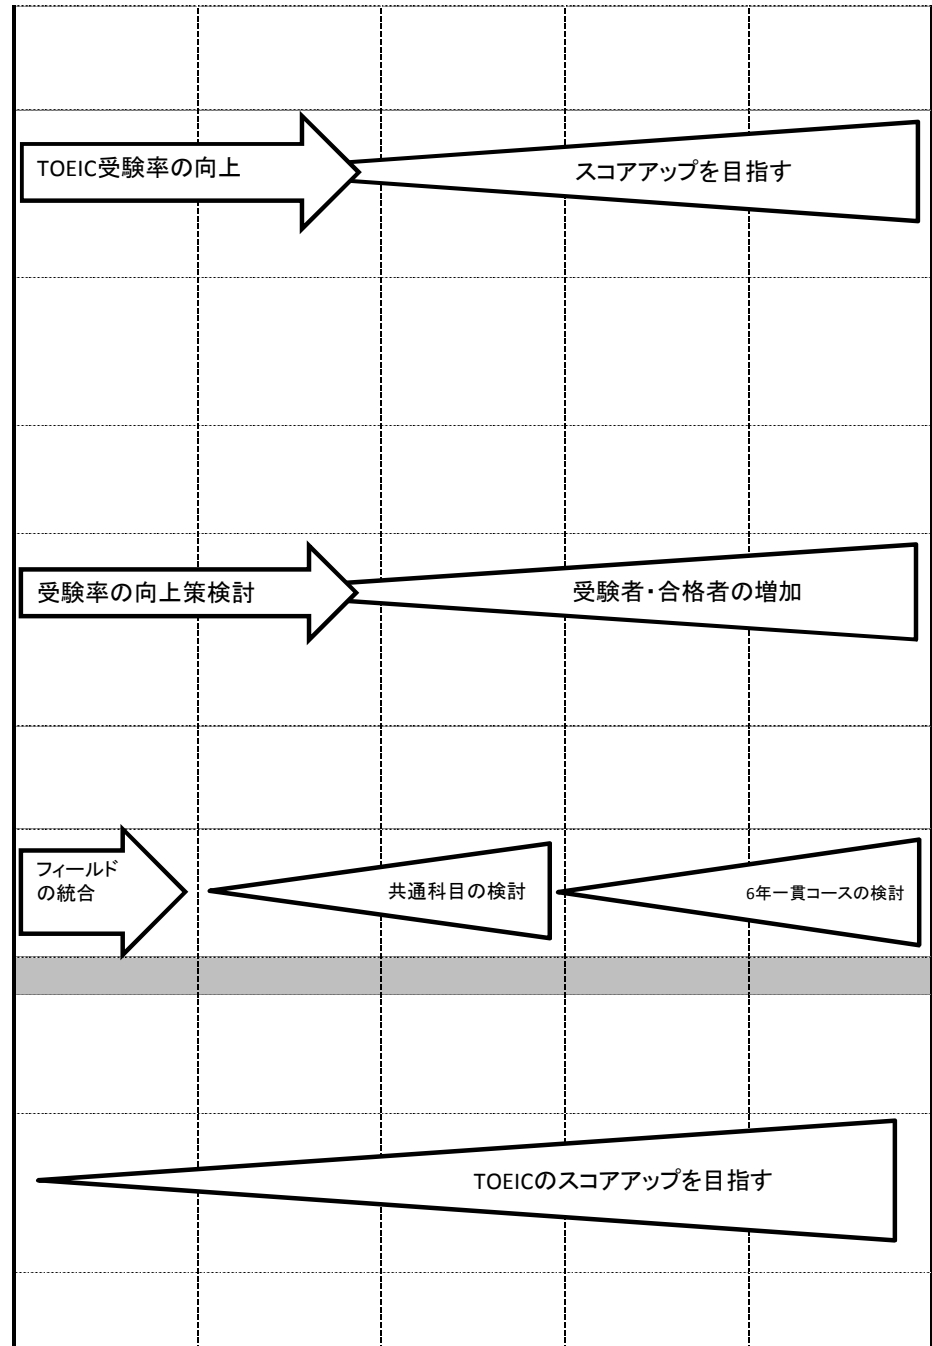 TOEIC受験率の向上
スコアアップを目指す
受験率の向上策検討
受験者・合格者の増加
フィールド
の統合
共通科目の検討
6年一貫コースの検討
TOEICのスコアアップを目指す